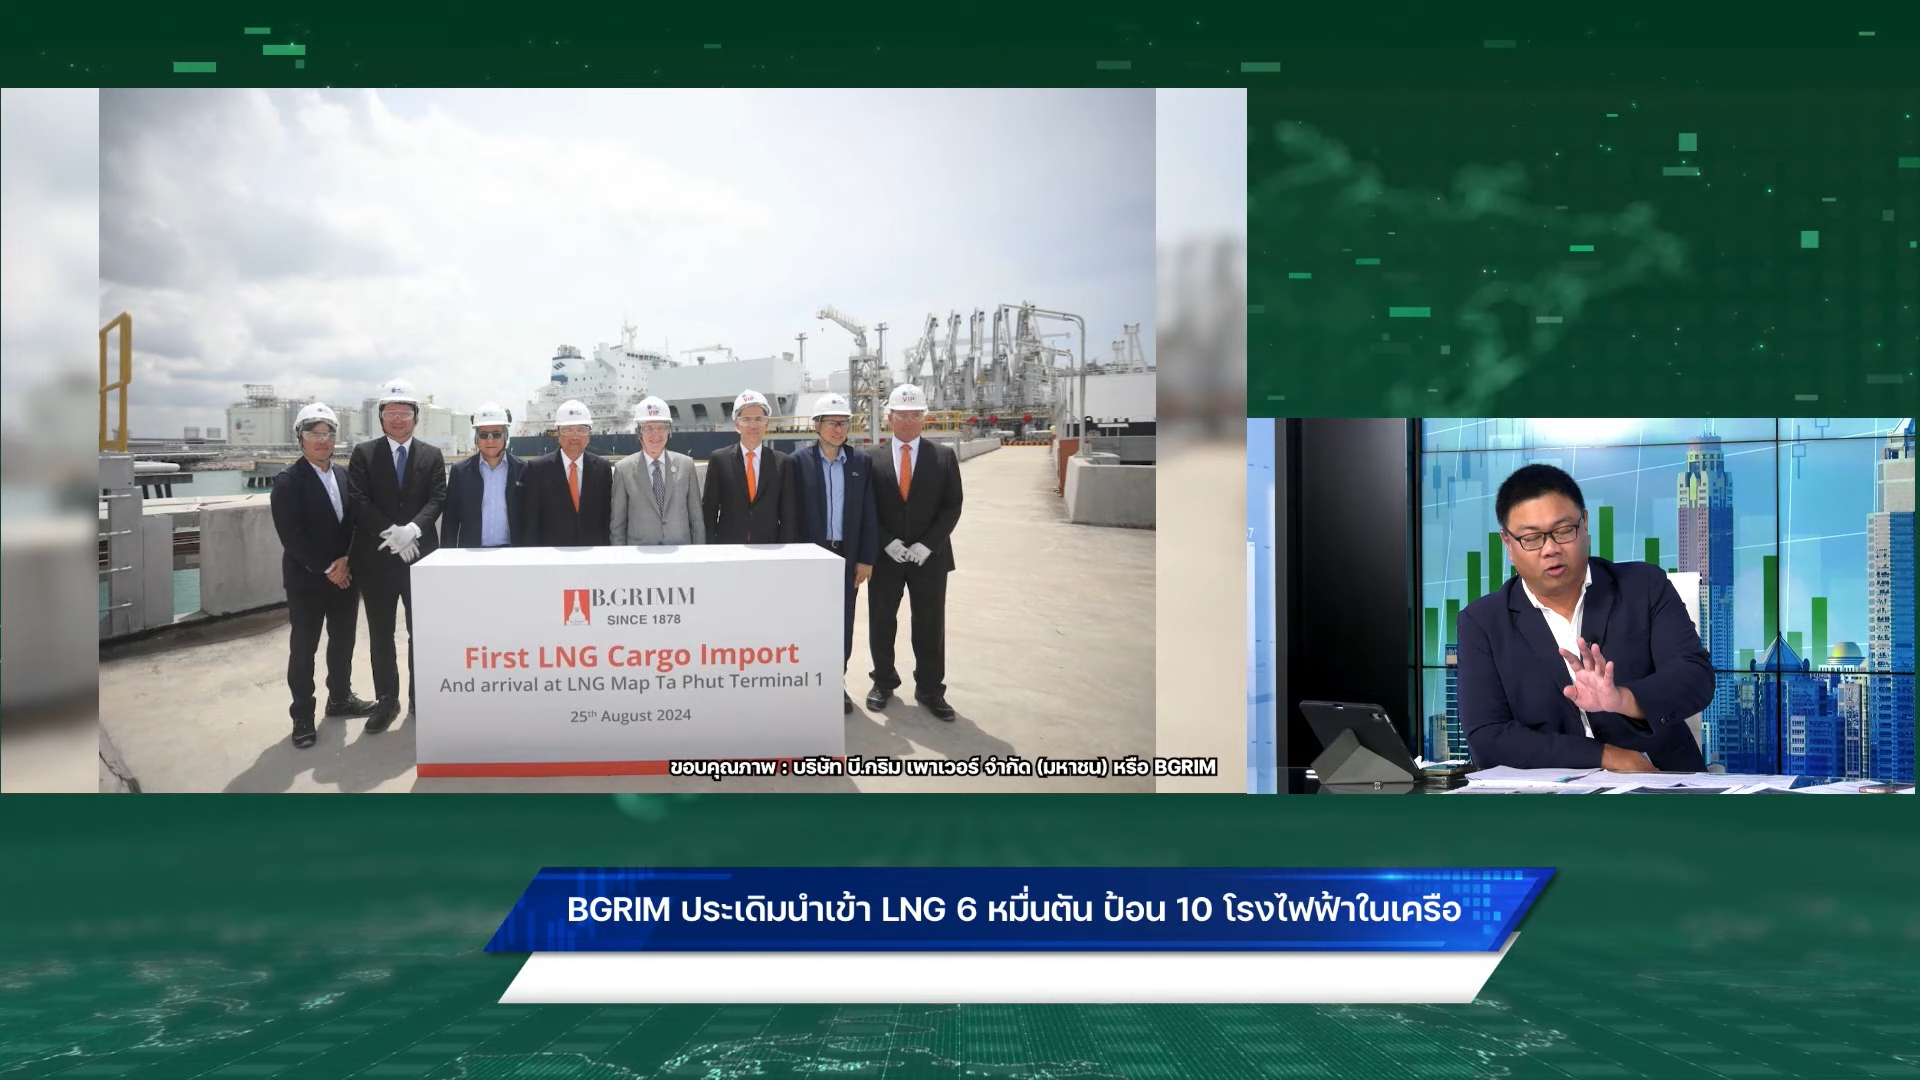 VIP
VIP
VIP
B.GRIMM
SINCE 1878
First LNG Cargo Import
And arrival at LNG Map Ta Phut Terminal 1
25th August 2024
ขอบคุณภาพ : บริษัท บี.กริม เพาเวอร์ จำกัด (มหาชน) หรือ BGRIM
BGRIM ประเดิมนำเข้า LNG 6 หมื่นตัน ป้อน 10 โรงไฟฟ้าในเครือ